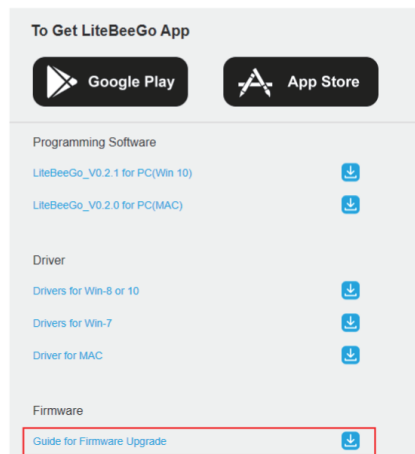 To Get LiteBeeGo App
Google Play
App Store
Programming Software
LiteBeeGo_V0.2.1 for PC(Win 10)
LiteBeeGo_V0.2.0 for PC(MAC)
Driver
Drivers for Win-8 or 10
Drivers for Win-7
Driver for MAC
Firmware
Guide for Firmware Upgrade